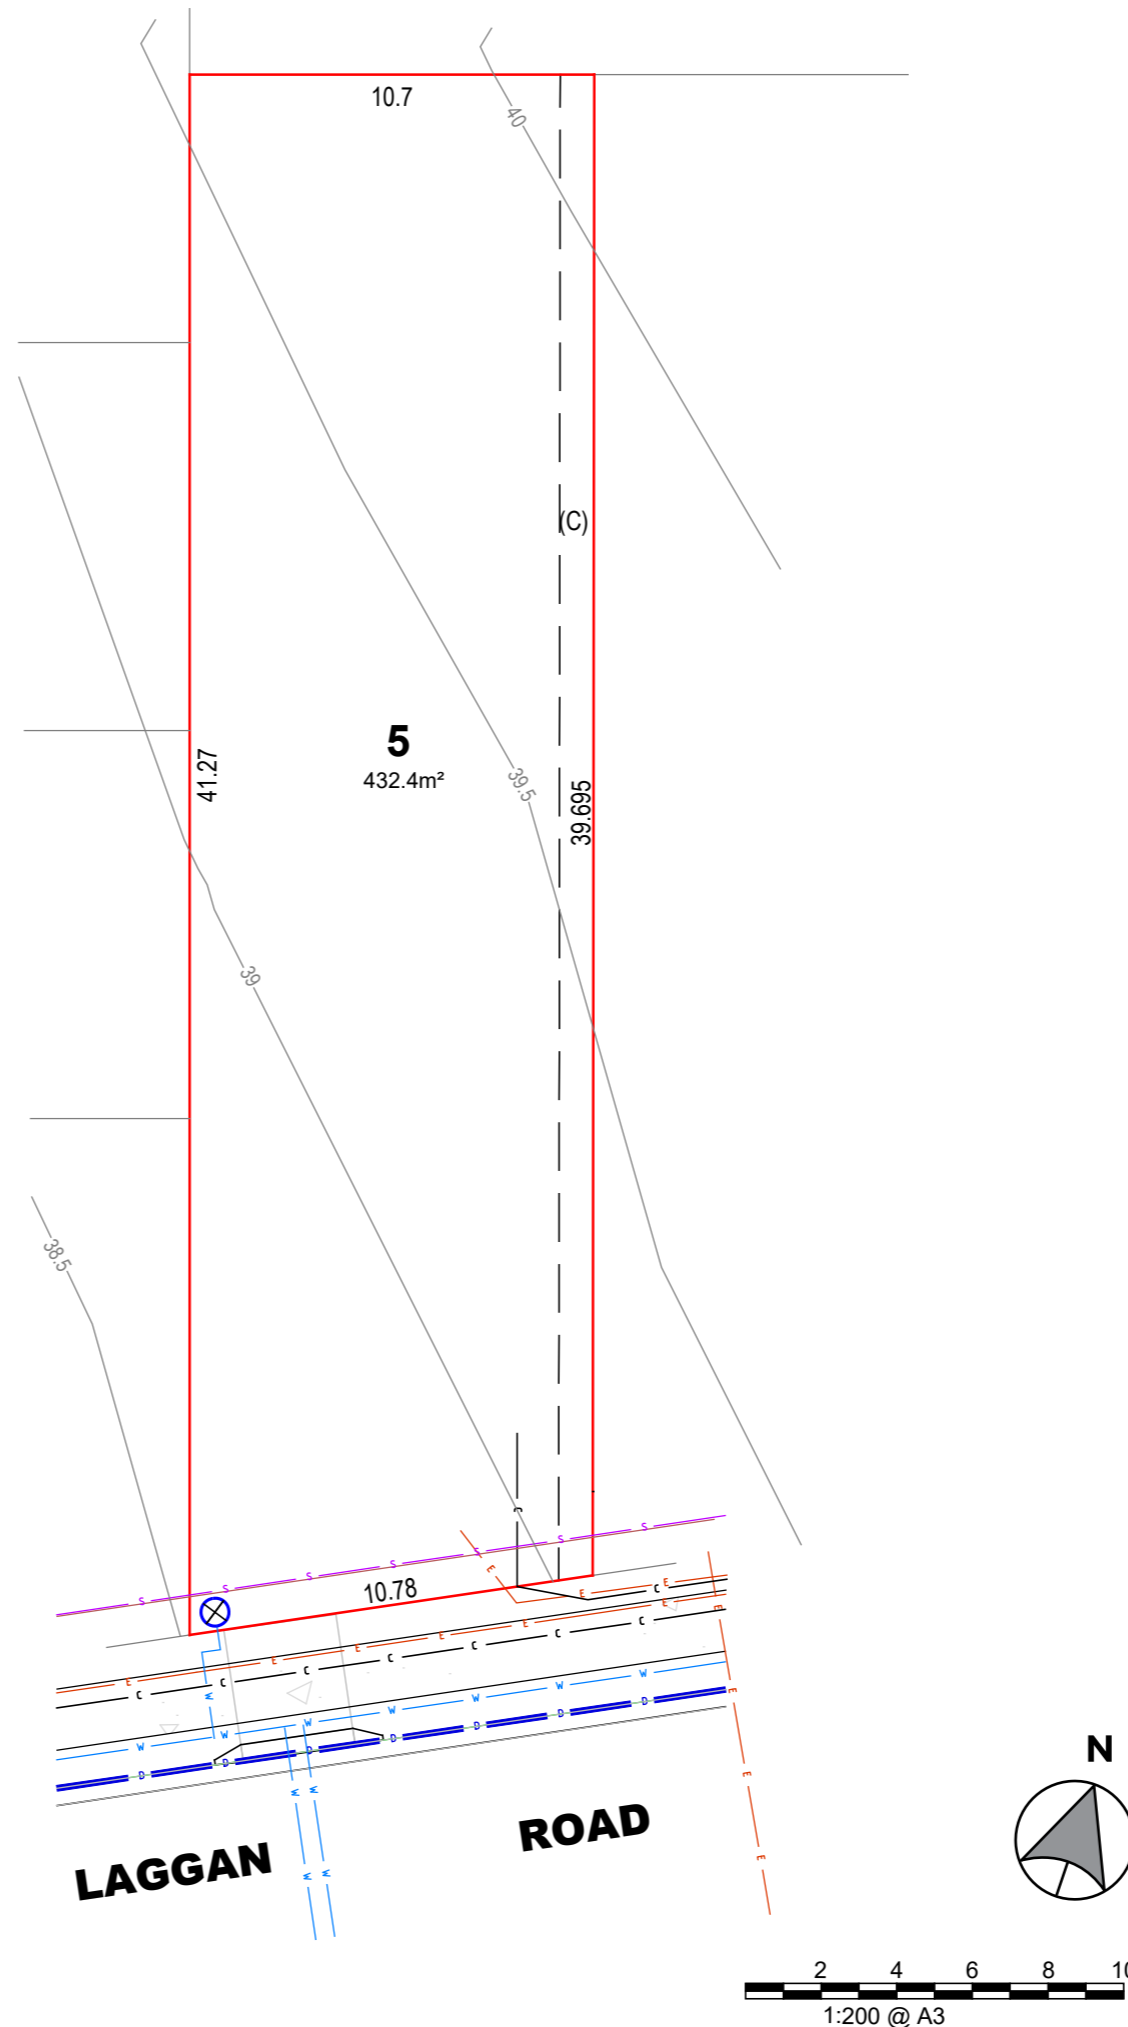 10.7
40
(C)
5
432.4m²
41.27
39.5
39.695
39
38.5
C
S S S S S S S
E
10.78
E C
E E E E E E E E
C C C C C C
W W W W W W W
W
D D D D D D D
E
W W
W W
E
E
N
LAGGAN ROAD
2 4 6 8 10
1:200 @ A3